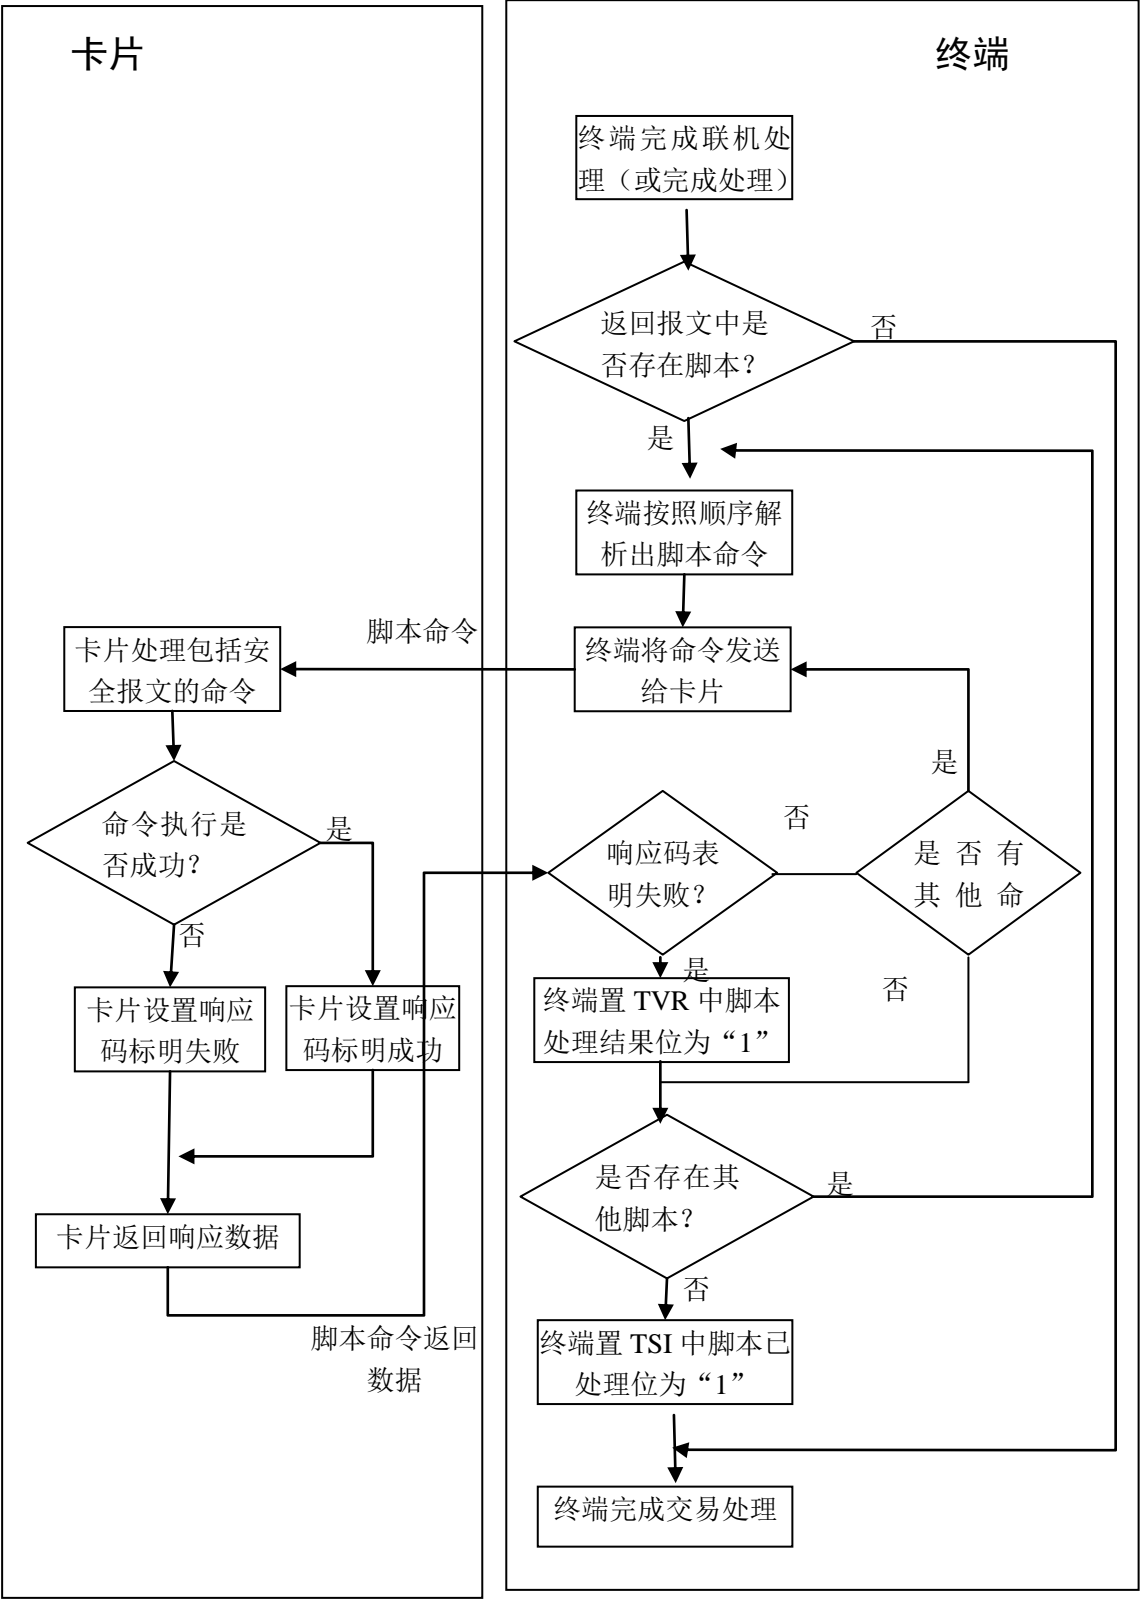 卡片
终端
终端完成联机处
理（或完成处理）
返回报文中是
否存在脚本？
否
是
终端按照顺序解
析出脚本命令
脚本命令
卡片处理包括安
全报文的命令
终端将命令发送
给卡片
是
命令执行是
否成功？
是
否
响应码表
明失败？
否
是否有
其他命
否
是
卡片设置响应
码标明失败
卡片设置响应
码标明成功
终端置 TVR 中脚本
处理结果位为“1”
是否存在其
他脚本？
是
卡片返回响应数据
否
脚本命令返回
数据
终端置 TSI 中脚本已
处理位为“1”
终端完成交易处理